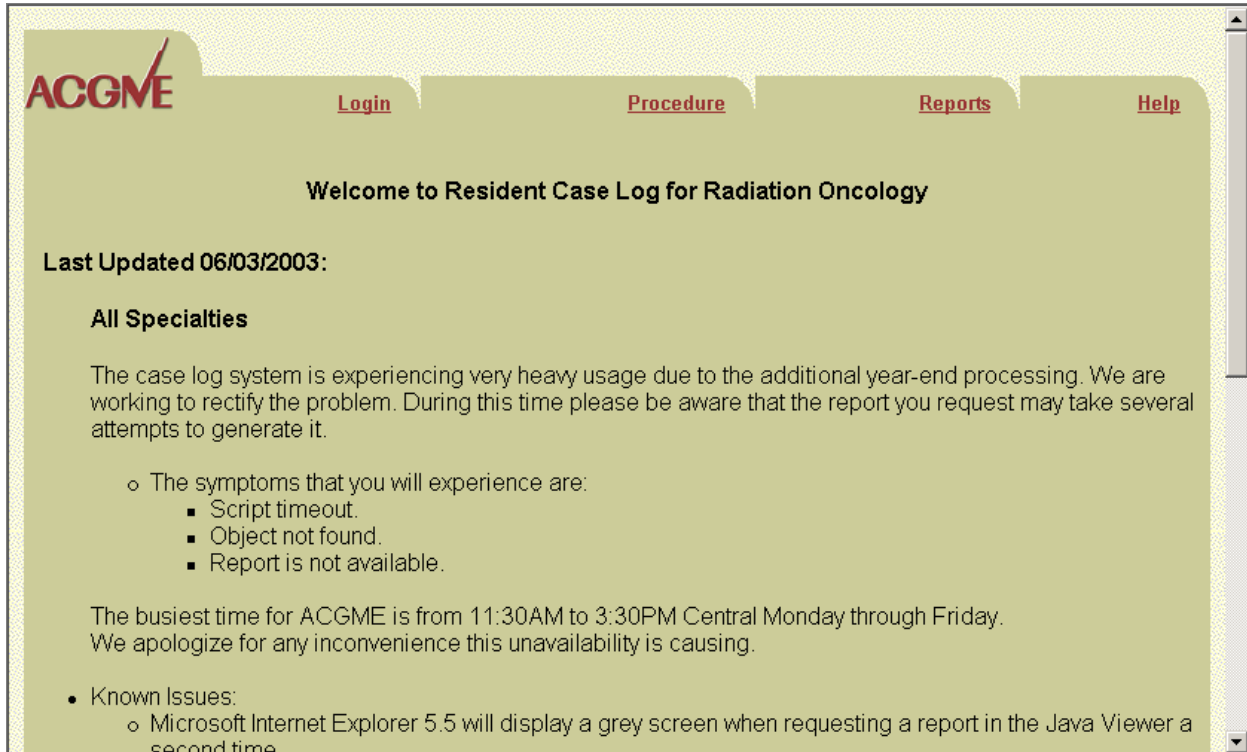 ACGME
Login Procedure Reports Help
Welcome to Resident Case Log for Radiation Oncology
Last Updated 06/03/2003:
All Specialties
The case log system is experiencing very heavy usage due to the additional year-end processing. We are
working to rectify the problem. During this time please be aware that the report you request may take several
attempts to generate it.
The symptoms that you will experience are:
Script timeout.
Object not found.
Report is not available.
The busiest time for ACGME is from 11:30AM to 3:30PM Central Monday through Friday.
We apologize for any inconvenience this unavailability is causing.
Known Issues:
Microsoft Internet Explorer 5.5 will display a grey screen when requesting a report in the Java Viewer a
second time